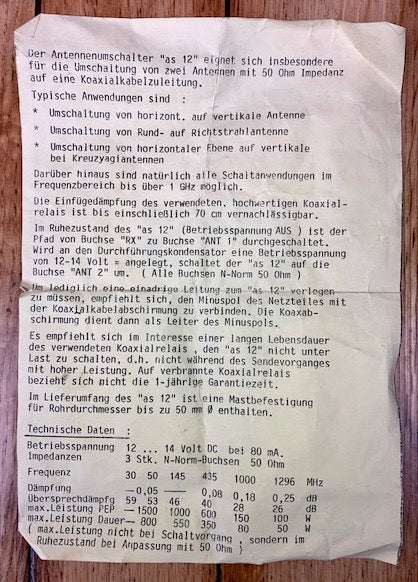 Der Antennenumschalter "as 12" eignet sich insbesondere
für die Umschaltung von zwei Antennen mit 50 Ohm Impedanz
auf eine Koaxialkabelzuleitung.
Typische Anwendungen sind :
* Umschaltung von horizont. auf vertikale Antenne
* Umschaltung von Rund- auf Richtstrahlantenne
* Umschaltung von horizontaler Ebene auf vertikale
bei Kreuzyagiantennen
Darüber hinaus sind natürlich alle Schaltanwendungen im
Frequenzbereich bis über 1 GHz möglich.
Die Einfügedämpfung des verwendeten, hochwertigen Koaxial-
relais ist bis einschließlich 70 cm vernachlässigbar.
Im Ruhezustand des "as 12" (Betriebsspannung AUS ) ist der
Pfad von Buchse "RX" zu Buchse "ANT 1" durchgeschaltet.
Wird an den Durchführungskondensator eine Betriebsspannung
von 12-14 Volt = angelegt, schaltet der "as 12" auf die
Buchse "ANT 2" um. ( Alle Buchsen N-Norm 50 Ohm )
Um lediglich eine einadrige Leitung zum "as 12" verlegen
zu müssen, empfiehlt sich, den Minuspol des Netzteiles mit
der Koaxialkabelabschirmung zu verbinden. Die Koaxab-
schirmung dient dann als Leiter des Minuspols.
Es empfiehlt sich im Interesse einer langen Lebensdauer
des verwendeten Koaxialrelais , den "as 12" nicht unter
Last zu schalten, d.h. nicht während des Sendevorganges
mit hoher Leistung. Auf verbrannte Koaxialrelais
bezieht sich nicht die 1-jährige Garantiezeit.
Im Lieferumfang des "as 12" ist eine Mastbefestigung
für Rohrdurchmesser bis zu 50 mm Ø enthalten.
Technische Daten :
Betriebsspannung 12 ... 14 Volt DC bei 80 mA.
Impedanzen 3 Stk. N-Norm-Buchsen 50 Ohm
Frequenz 30 50 145 435 1000 1296 MHz
Dämpfung —0,05 —— 0,08 0,18 0,25 dB
Übersprechdämpfg 59 53 46 40 28 26 dB
max.Leistung PEP —1500 1000 600 150 100 W
max.Leistung Dauer— 800 550 350 80 50 W
( max.Leistung nicht bei Schaltvorgang , sondern im
Ruhezustand bei Anpassung mit 50 Ohm )